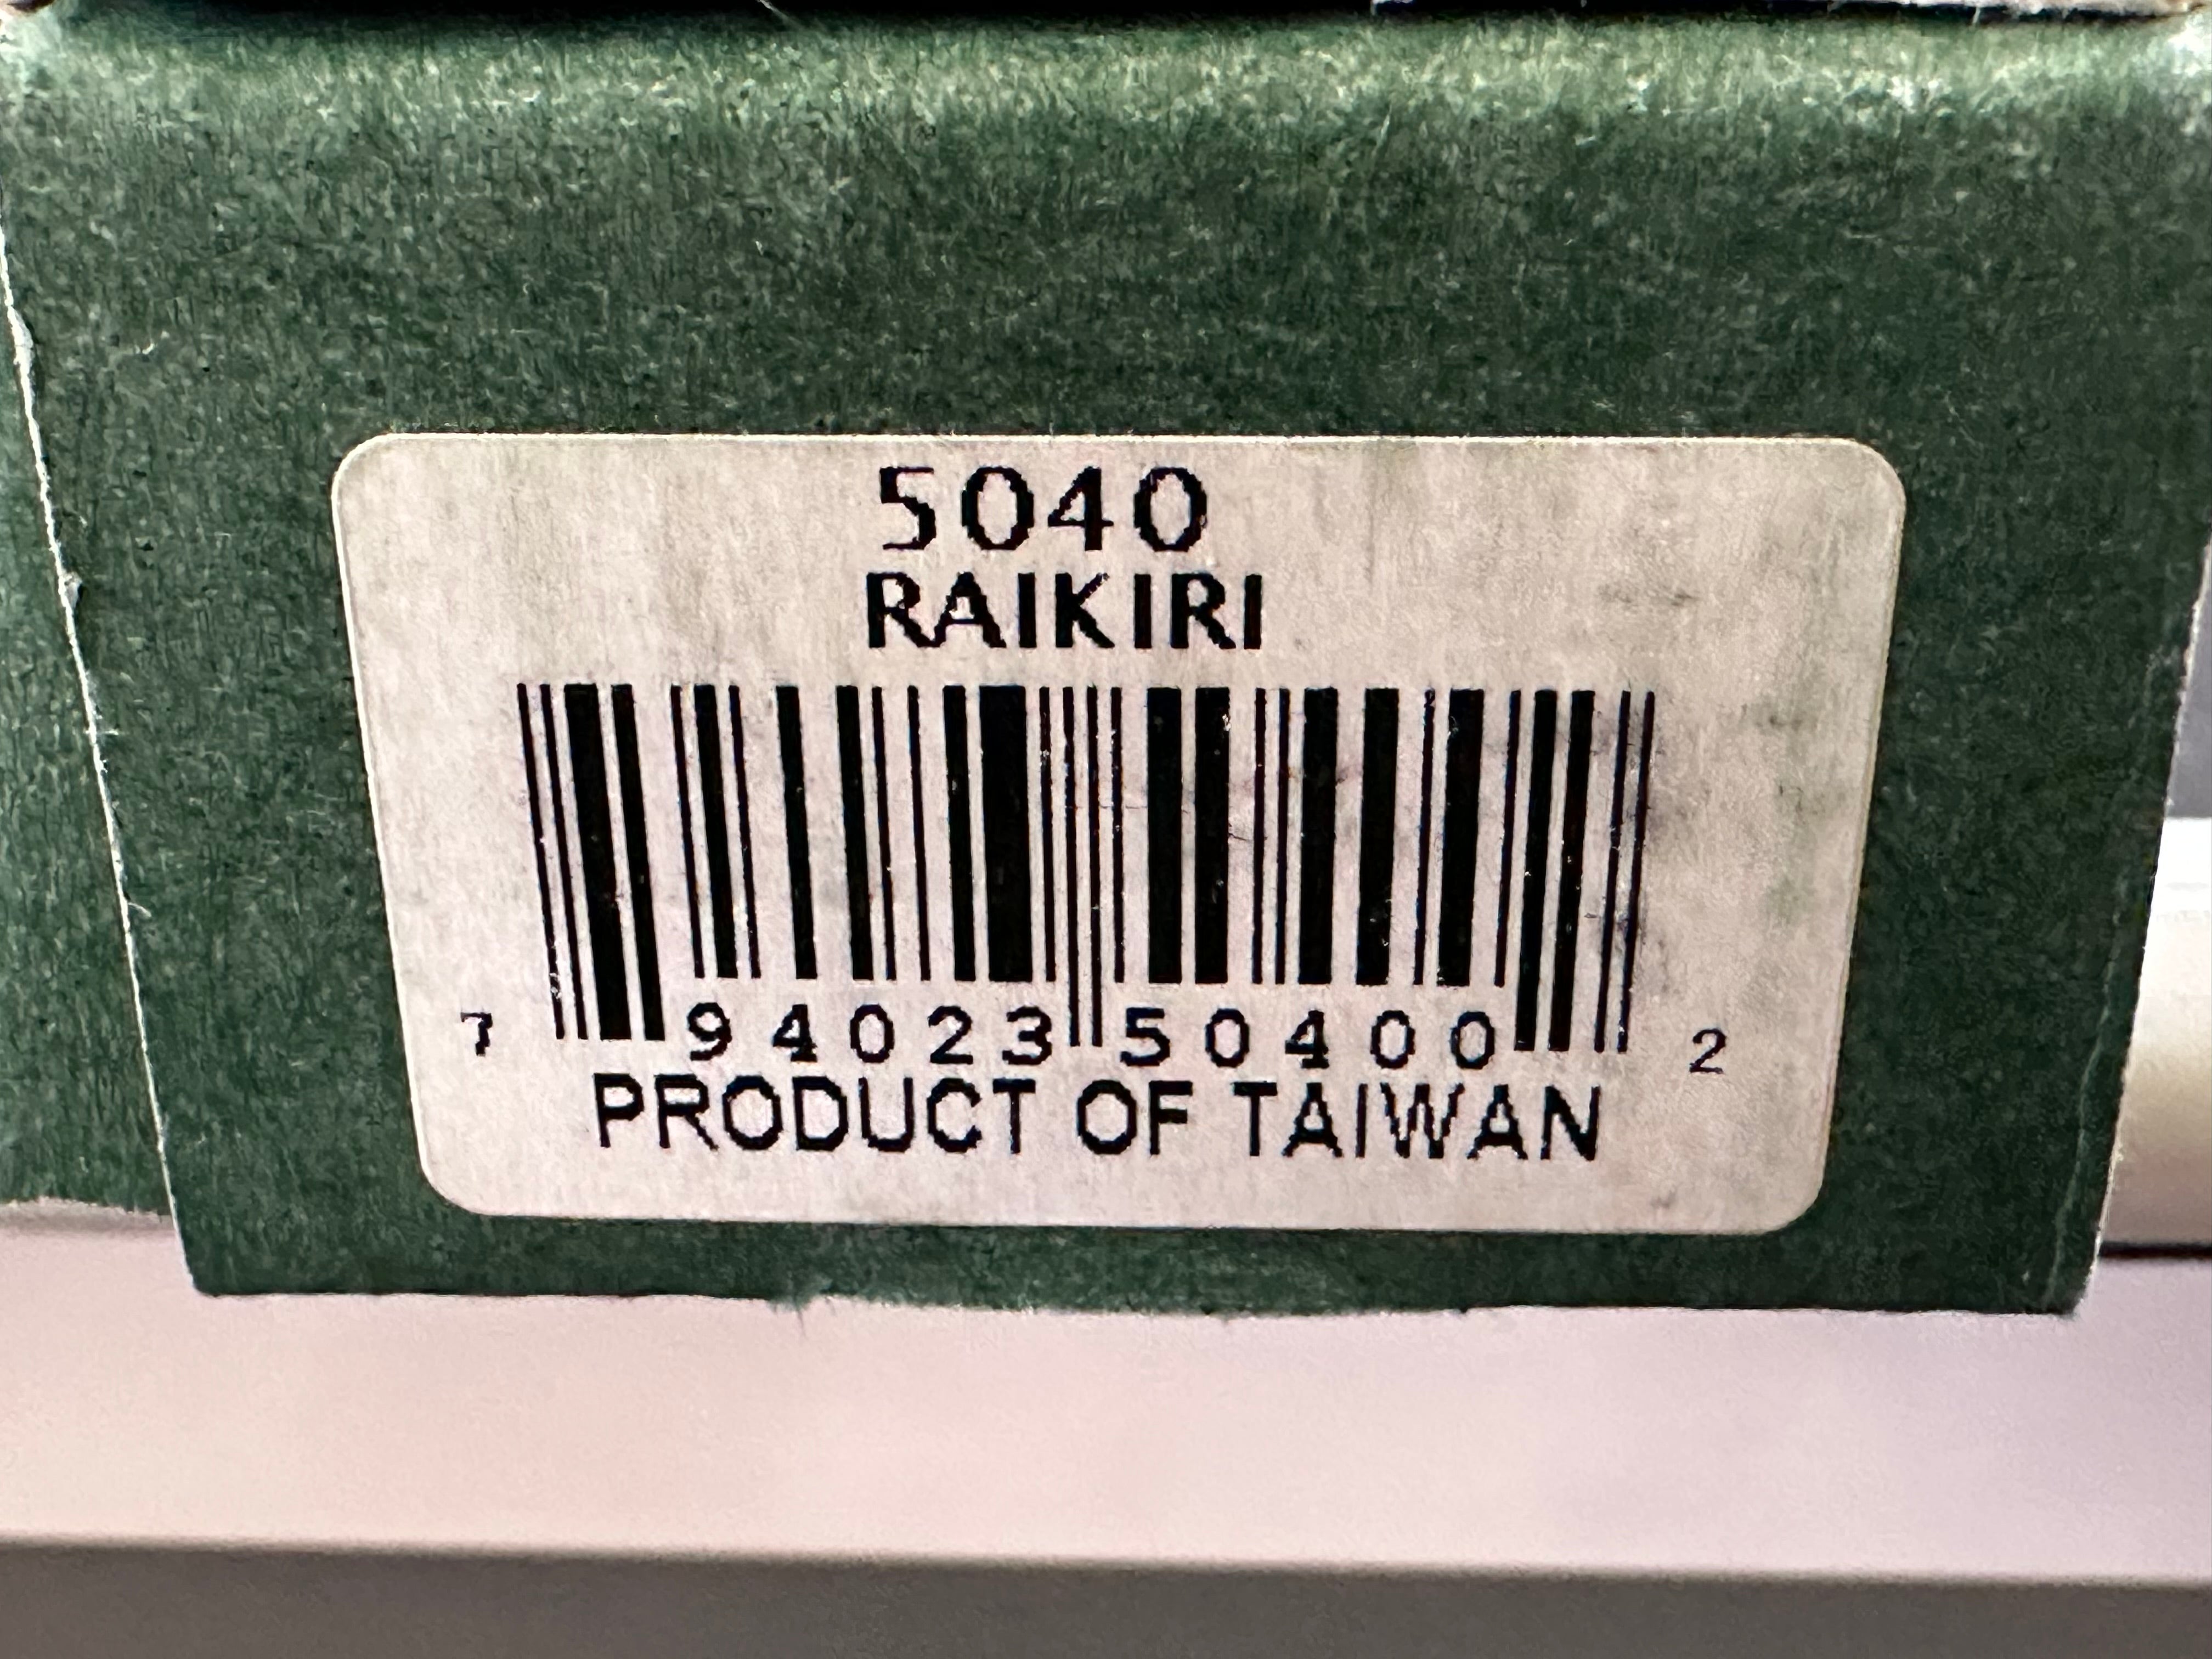 5040
RAIKIRI
7 94023 50400 2
PRODUCT OF TAIWAN